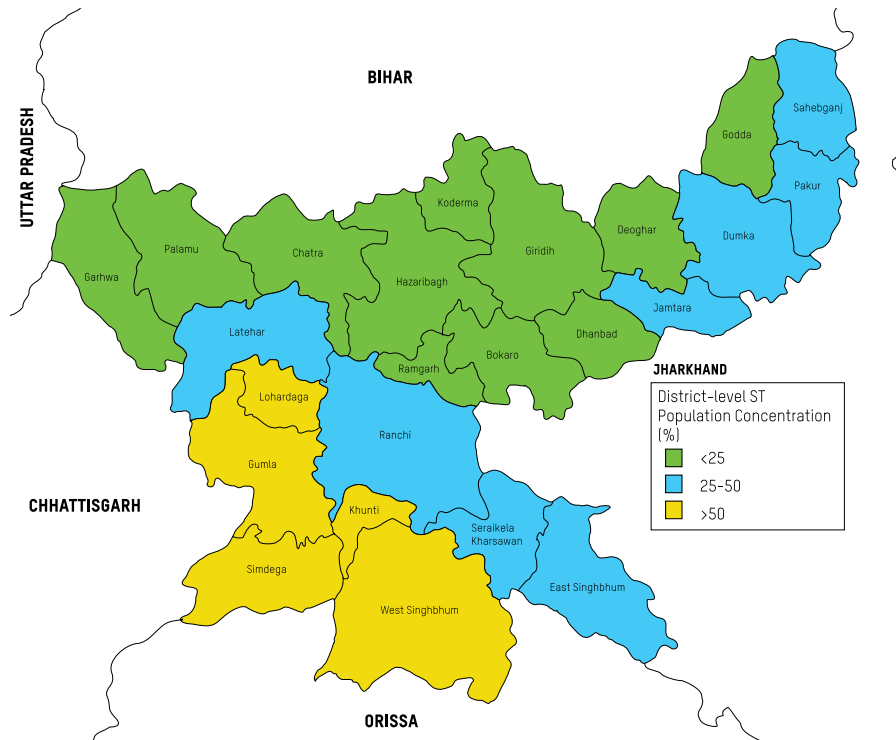 BIHAR
UTTAR PRADESH
Sahebganj
Godda
Pakur
Koderma
Dumka
Deoghar
Palamu
Giridih
Chatra
Garhwa
Hazaribagh
Jamtara
Latehar
Dhanbad
Bokaro
Ramgarh
JHARKHAND
District-level ST
Population Concentration
(%)
<25
25-50
>50
Lohardaga
Ranchi
Gumla
CHHATTISGARH
Khunti
Seraikela
Kharsawan
Simdega
East Singhbhum
West Singhbhum
ORISSA